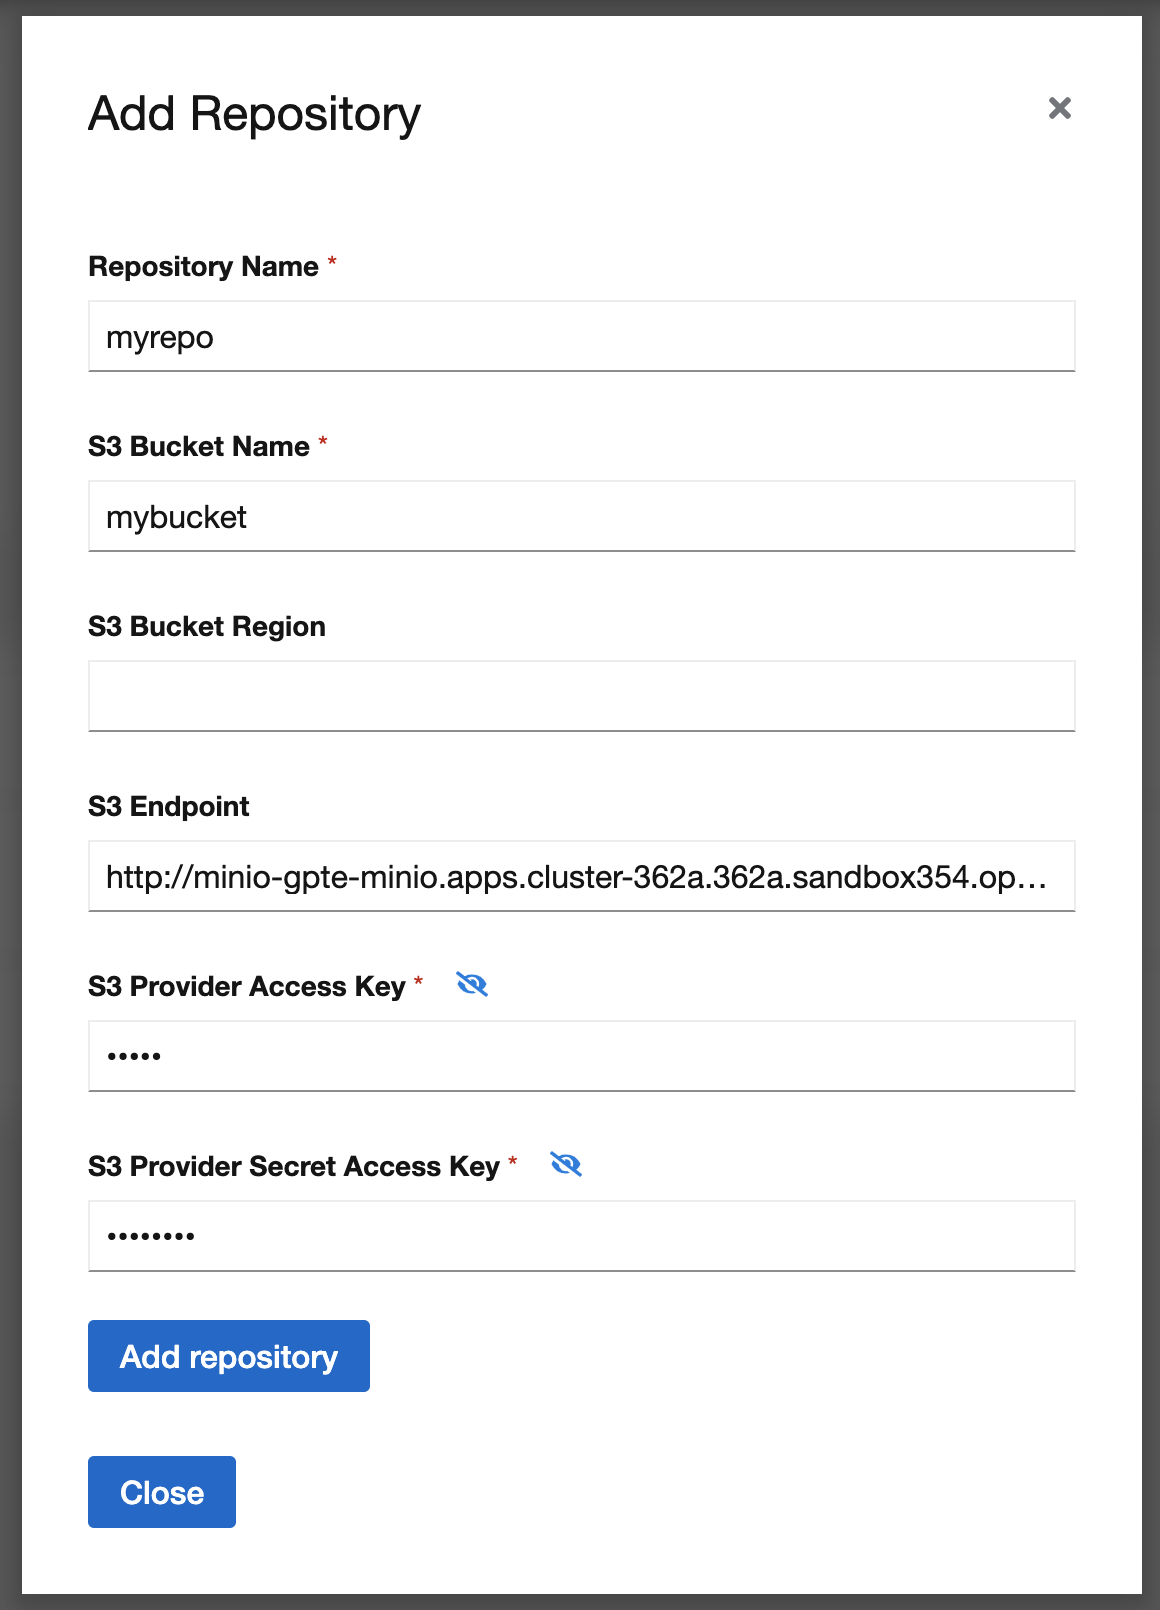 Add Repository
Repository Name *
myrepo
S3 Bucket Name *
mybucket
S3 Bucket Region
S3 Endpoint
http://minio-gpte-minio.apps.cluster-362a.362a.sandbox354.op...
S3 Provider Access Key *
•••••
S3 Provider Secret Access Key *
••••••••
Add repository
Close